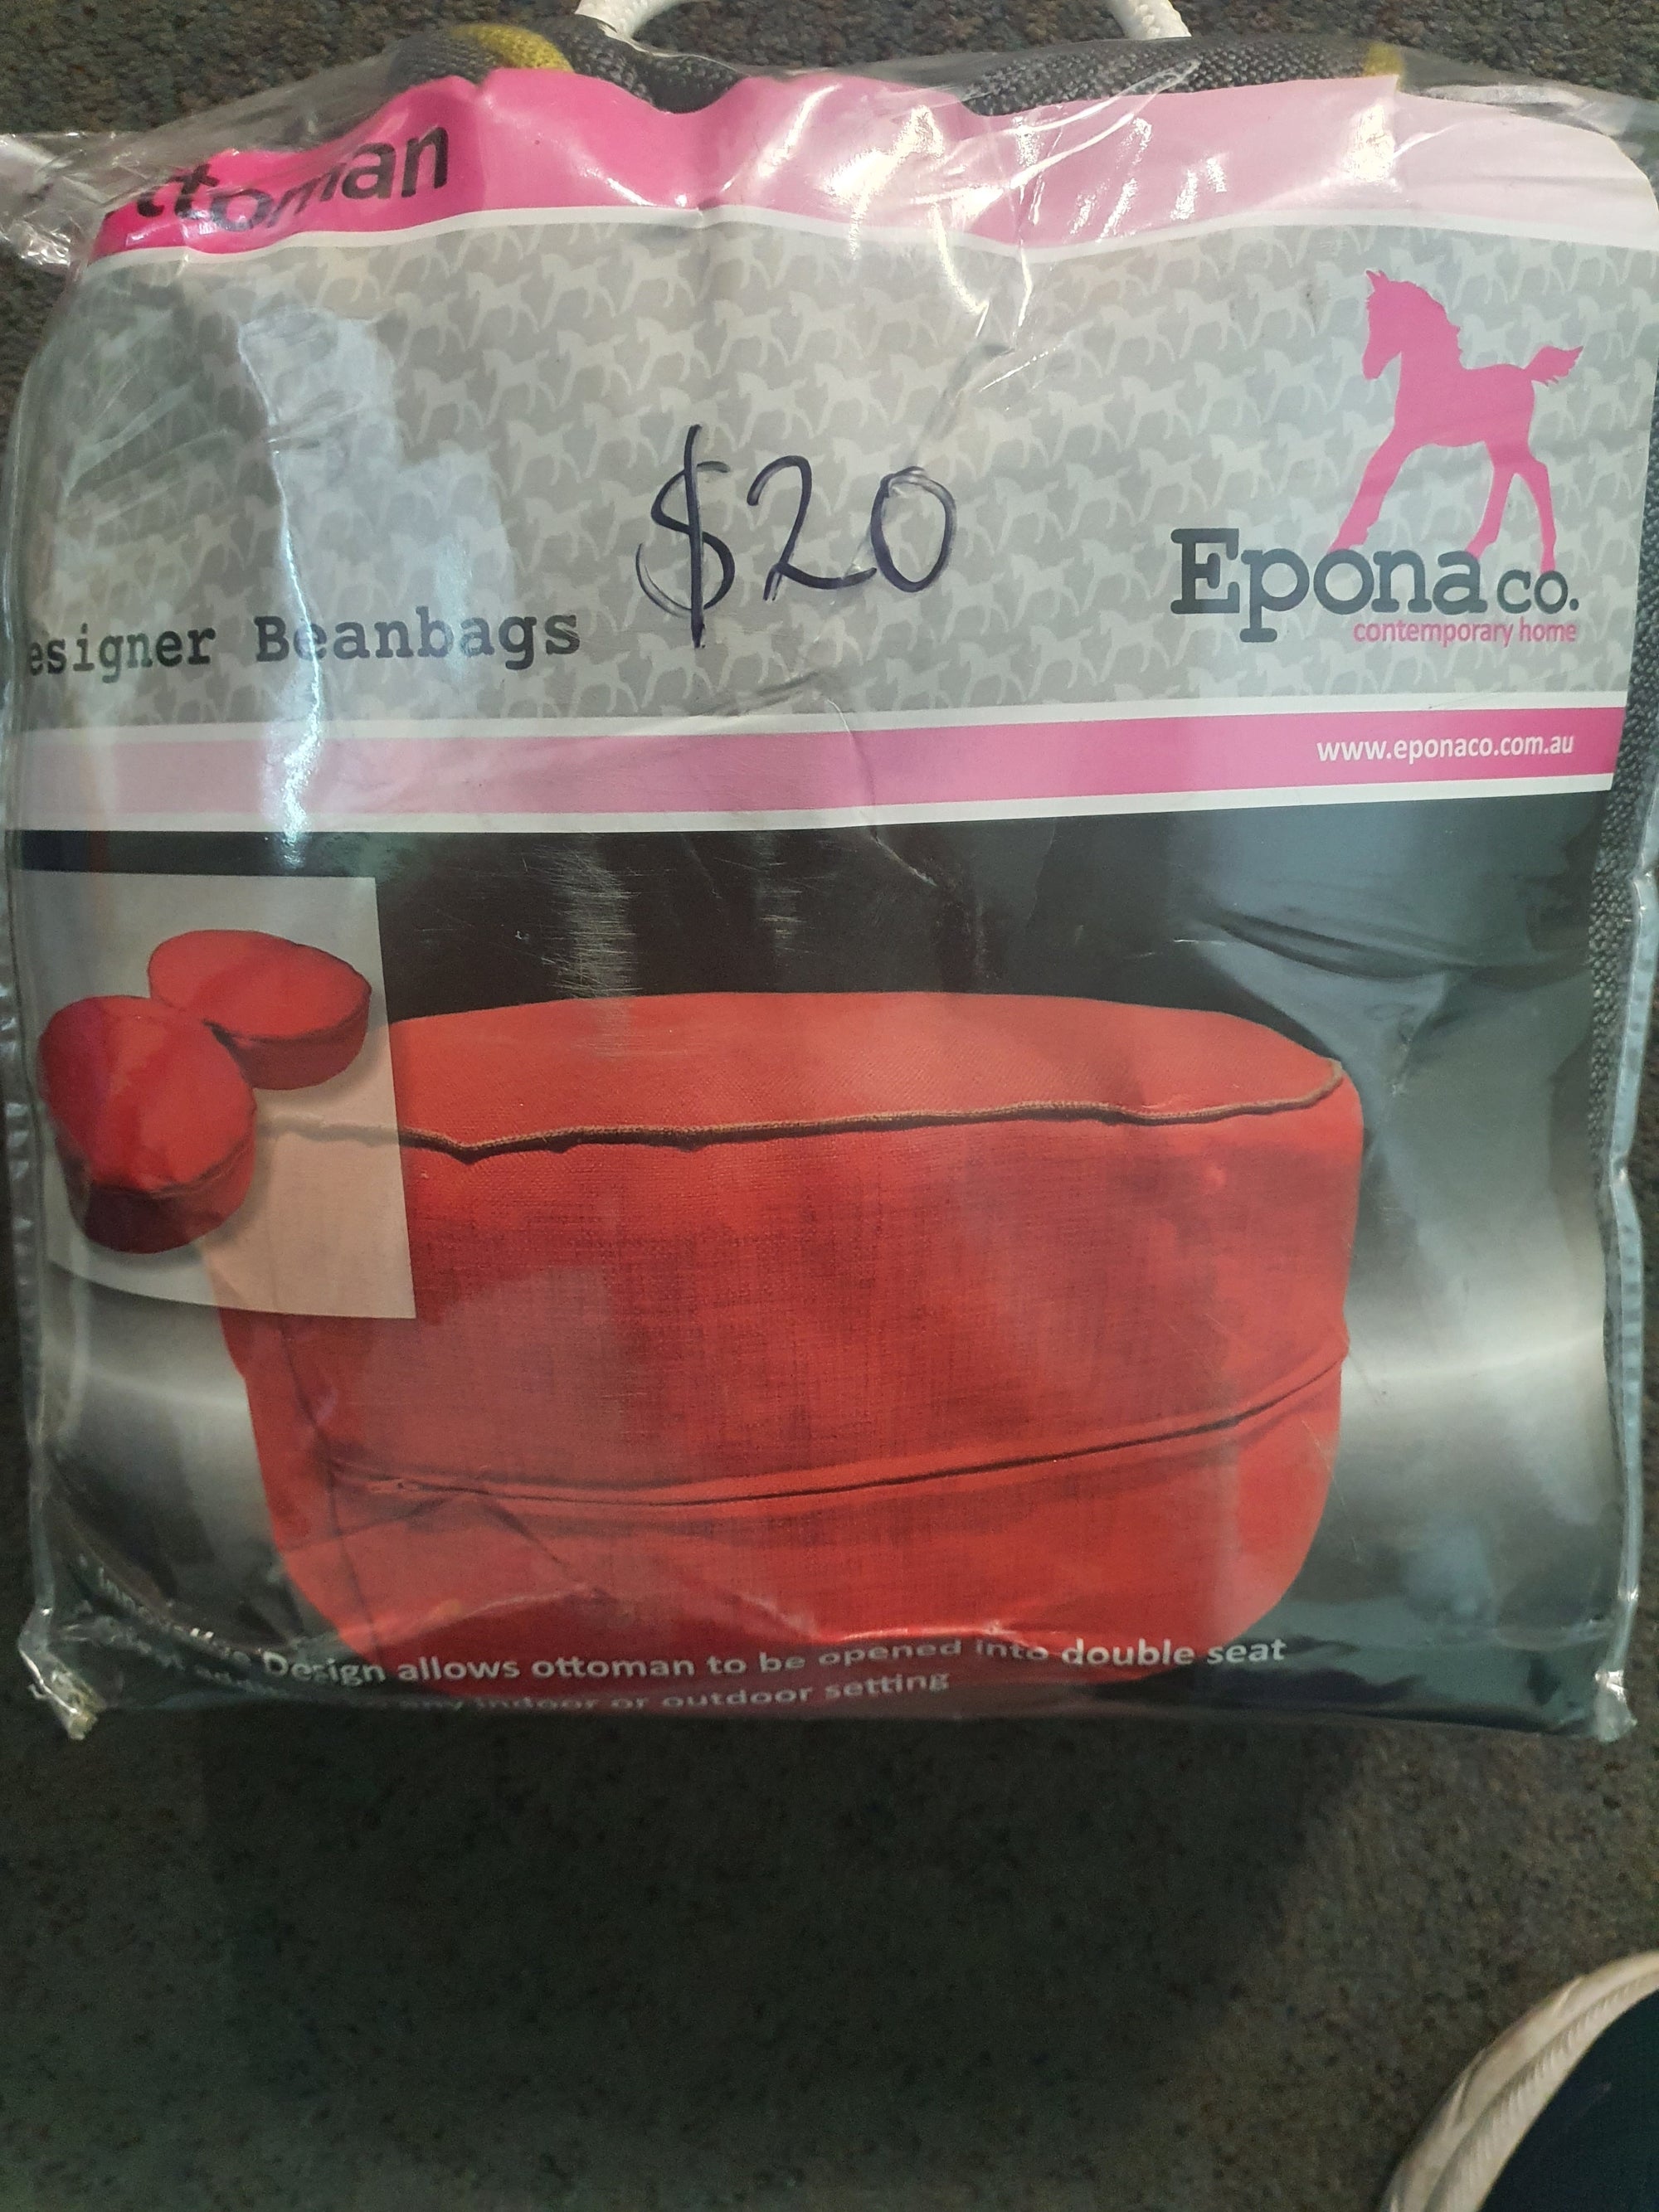 ttoman
$20
Epona co.
contemporary home
esigner Beanbags
www.eponaco.com.au
Design allows ottoman to be opened into double seat
any indoor or outdoor setting